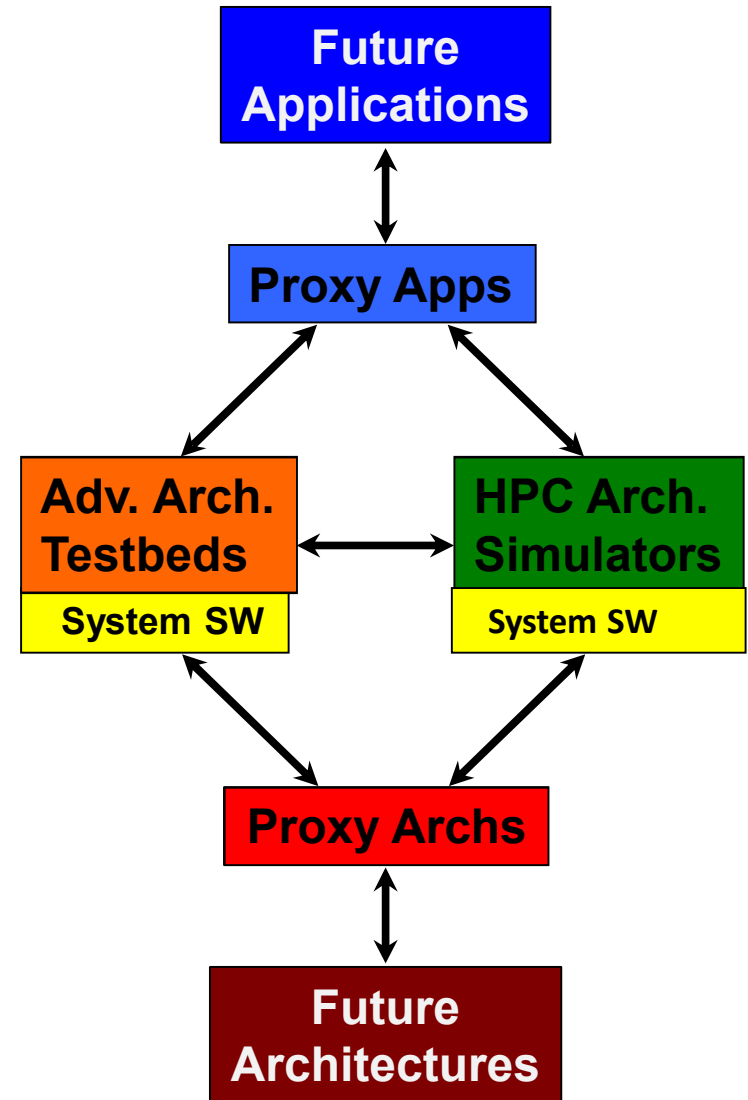 Future
Applications
Proxy Apps
Adv. Arch.
Testbeds
System SW
HPC Arch.
Simulators
System SW
Proxy Archs
Future
Architectures